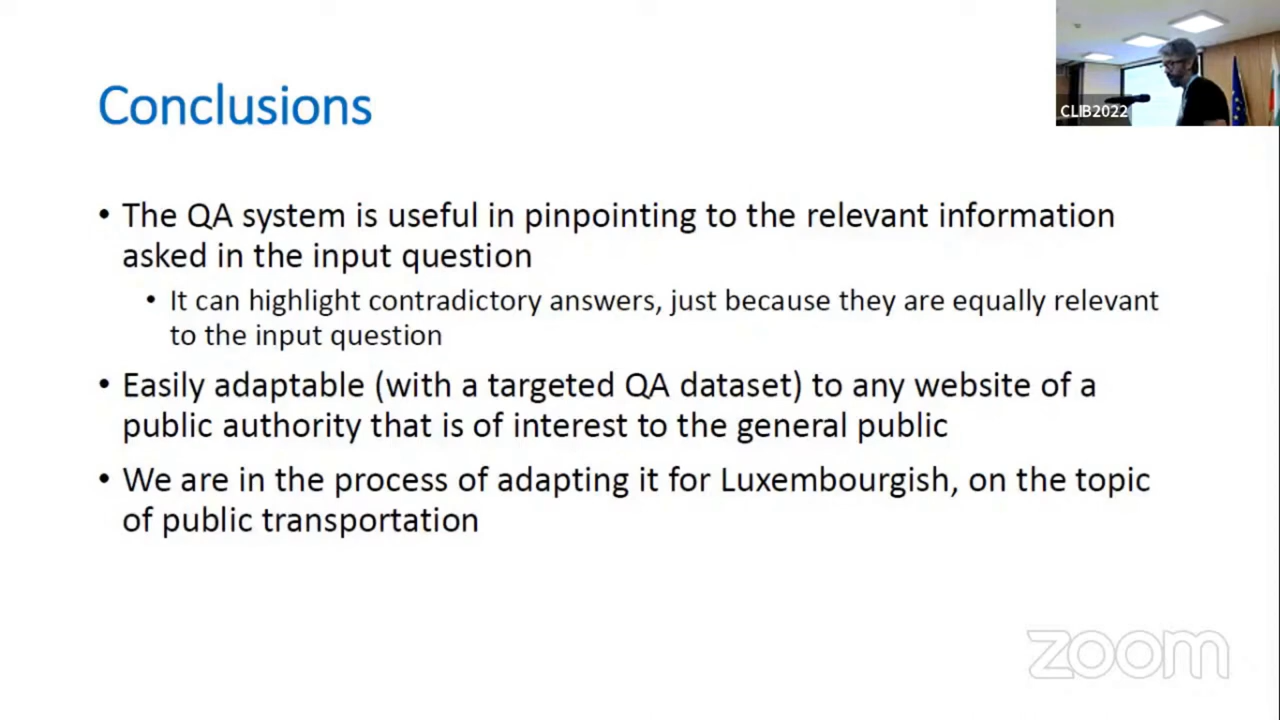 CLIB2022
Conclusions
• The QA system is useful in pinpointing to the relevant information
asked in the input question
• It can highlight contradictory answers, just because they are equally relevant
to the input question
• Easily adaptable (with a targeted QA dataset) to any website of a
public authority that is of interest to the general public
• We are in the process of adapting it for Luxembourgish, on the topic
of public transportation
zoom